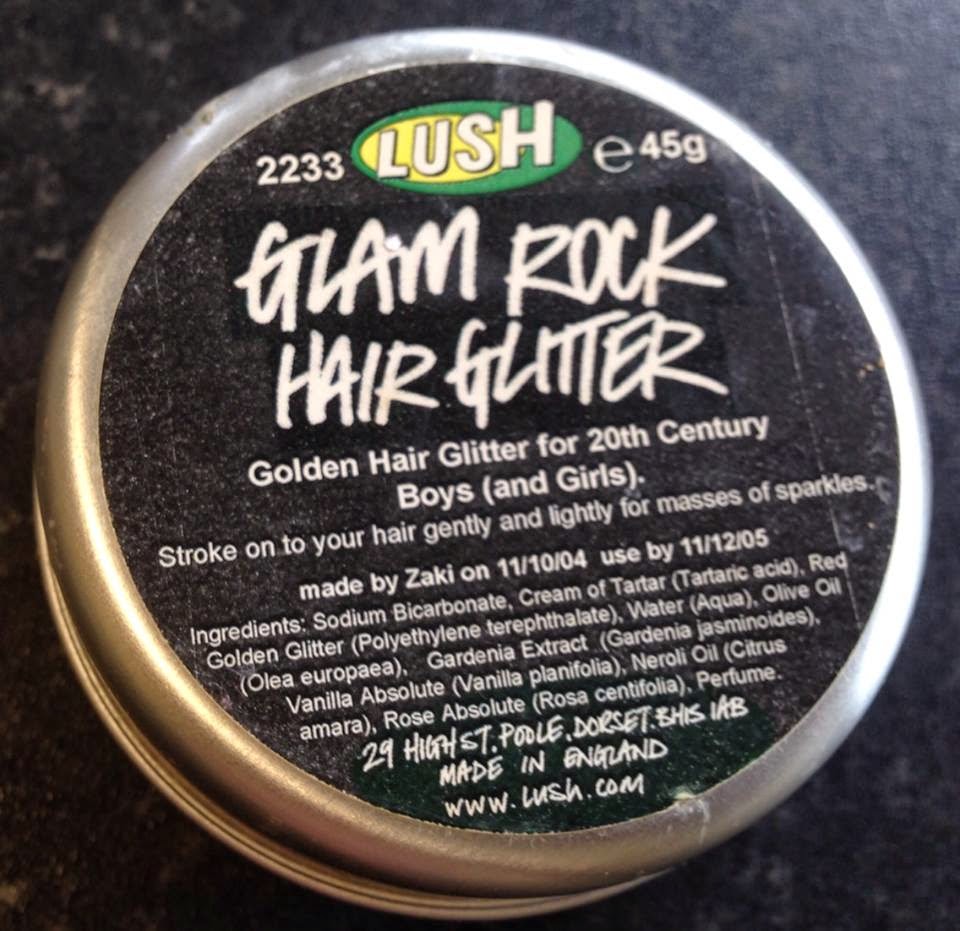 2233 LUSH e 45g
GLAM ROCK
HAIR GLITTER
Golden Hair Glitter for 20th Century
Boys (and Girls).
Stroke on to your hair gently and lightly for masses of sparkles.
made by Zaki on 11/10/04 use by 11/12/05
Ingredients: Sodium Bicarbonate, Cream of Tartar (Tartaric acid), Red
Golden Glitter (Polyethylene terephthalate), Water (Aqua), Olive Oil
(Olea europaea), Gardenia Extract (Gardenia jasminoides),
Vanilla Absolute (Vanilla planifolia), Neroli Oil (Citrus
amara), Rose Absolute (Rosa centifolia), Perfume.
29 HIGH ST. POOLE. DORSET. BH15 1AB
MADE IN ENGLAND
www.lush.com